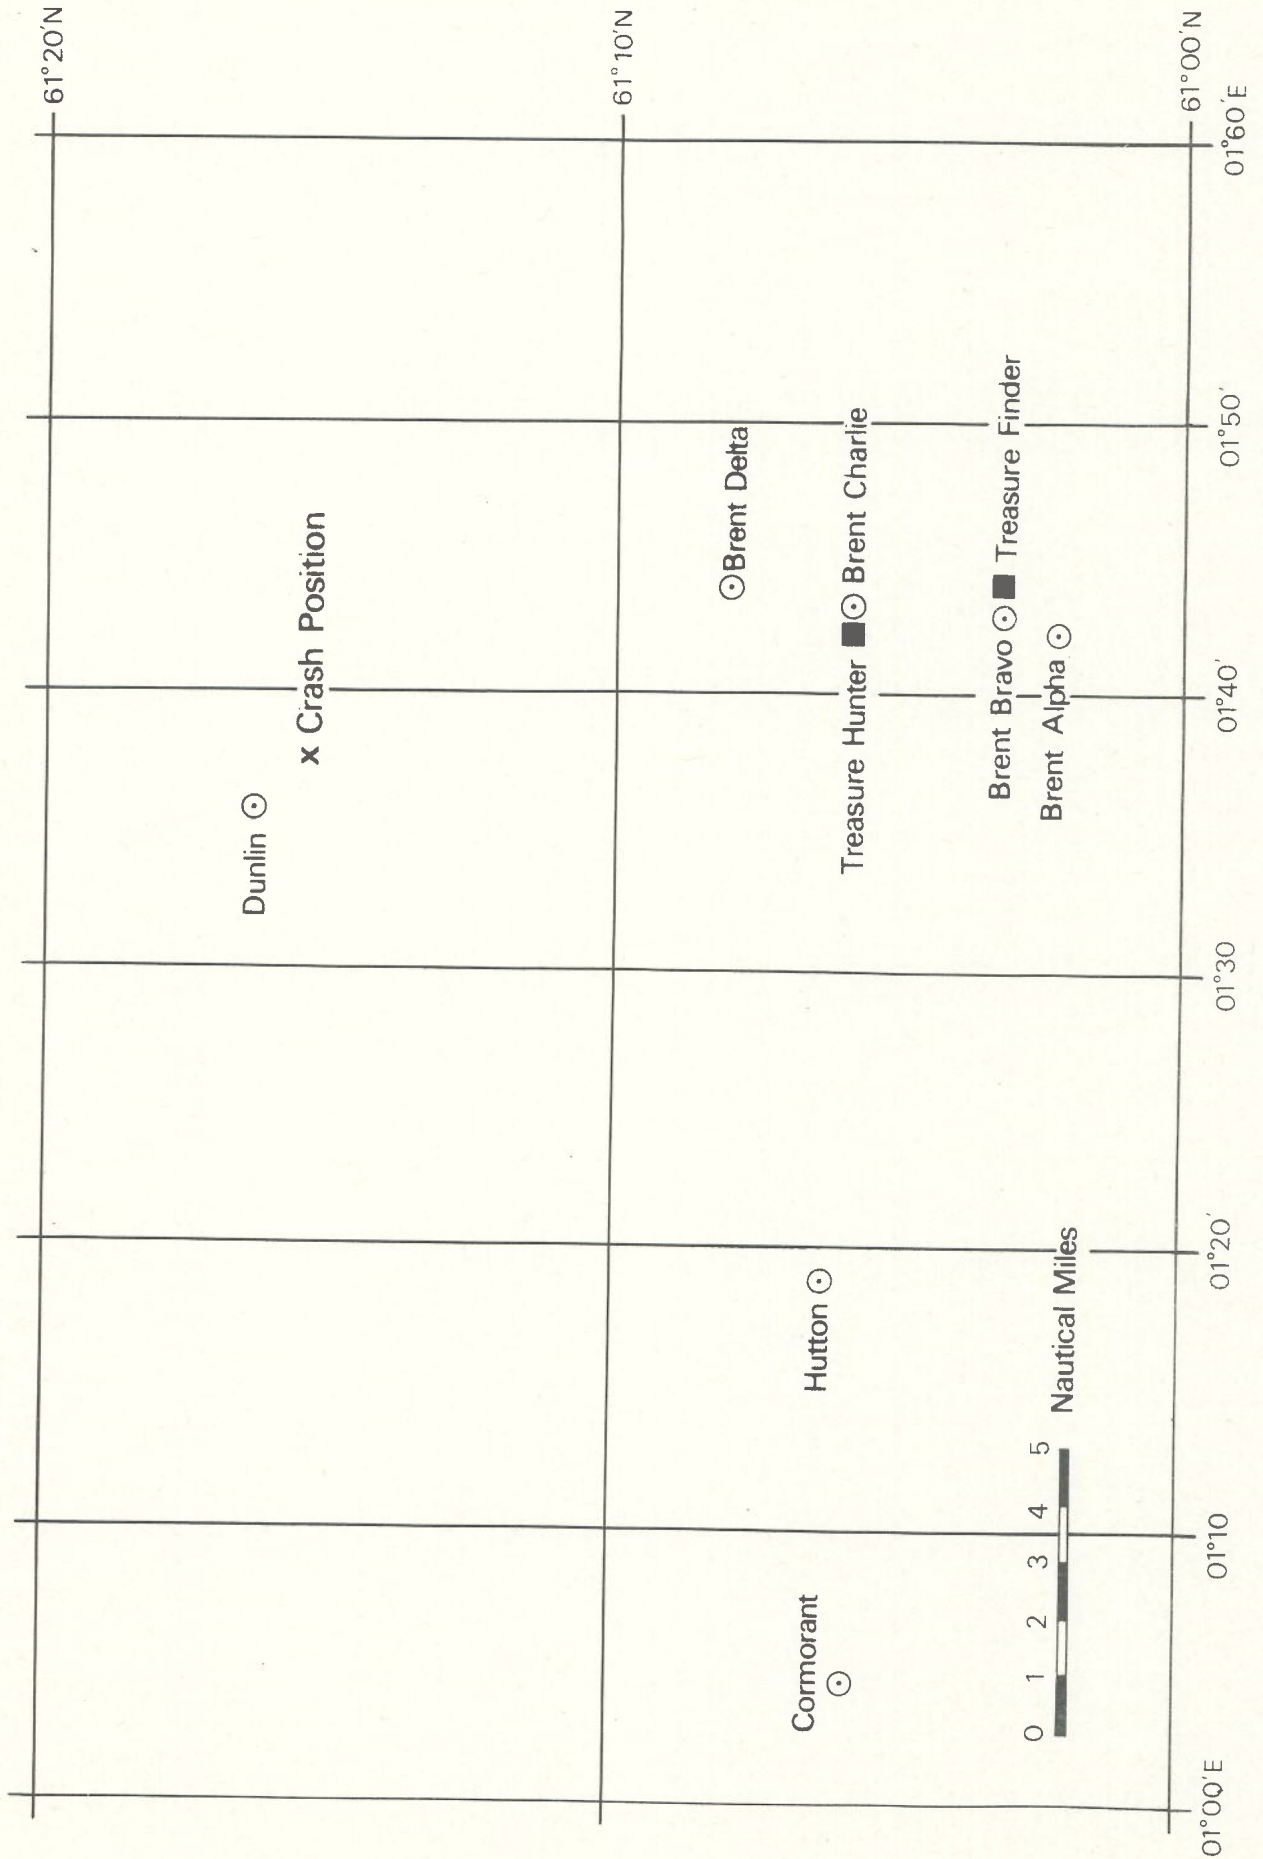 61°20′N
61°10′N
61°00′N
Dunlin
x Crash Position
Brent Delta
Treasure Hunter
Brent Charlie
Brent Bravo
Treasure Finder
Brent Alpha
Hutton
Cormorant
0 1 2 3 4 5
Nautical Miles
01°00′E
01°10
01°20′
01°30
01°40′
01°50′
01°60′E